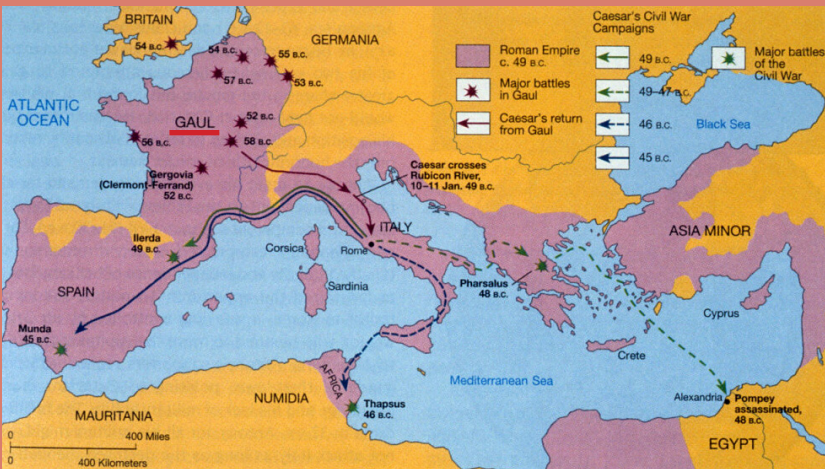 BRITAIN
54 B.C.
54 B.C.
55 B.C.
57 B.C.
53 B.C.
GERMANIA
ATLANTIC
OCEAN
GAUL
52 B.C.
58 B.C.
56 B.C.
Gergovia
(Clermont-Ferrand)
52 B.C.
Caesar crosses
Rubicon River,
10–11 Jan. 49 B.C.
Roman Empire
c. 49 B.C.
Major battles
in Gaul
Caesar's return
from Gaul
Caesar's Civil War
Campaigns
49 B.C.
49–47 B.C.
46 B.C.
45 B.C.
Major battles
of the
Civil War
Black Sea
ITALY
Rome
Corsica
Sardinia
Ilerda
49 B.C.
SPAIN
Munda
45 B.C.
Pharsalus
48 B.C.
ASIA MINOR
Cyprus
Crete
Mediterranean Sea
AFRICA
Thapsus
46 B.C.
NUMIDIA
MAURITANIA
Alexandria
Pompey
assassinated,
48 B.C.
EGYPT
0 400 Miles
0 400 Kilometers